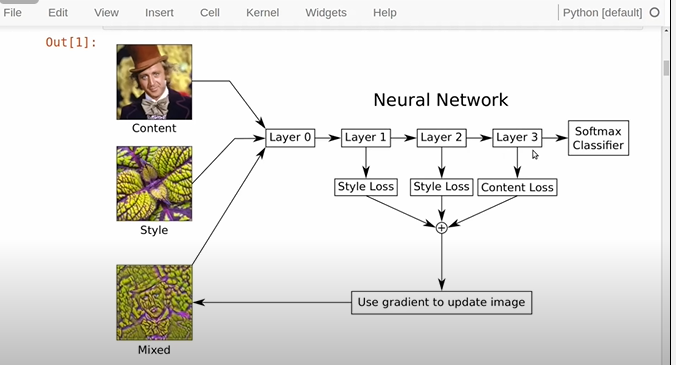 File Edit View Insert Cell Kernel Widgets Help Python [default]
Out[1]:
Content
Neural Network
Layer 0
Layer 1
Layer 2
Layer 3
Softmax
Classifier
Style Loss
Style Loss
Content Loss
Style
+
Use gradient to update image
Mixed